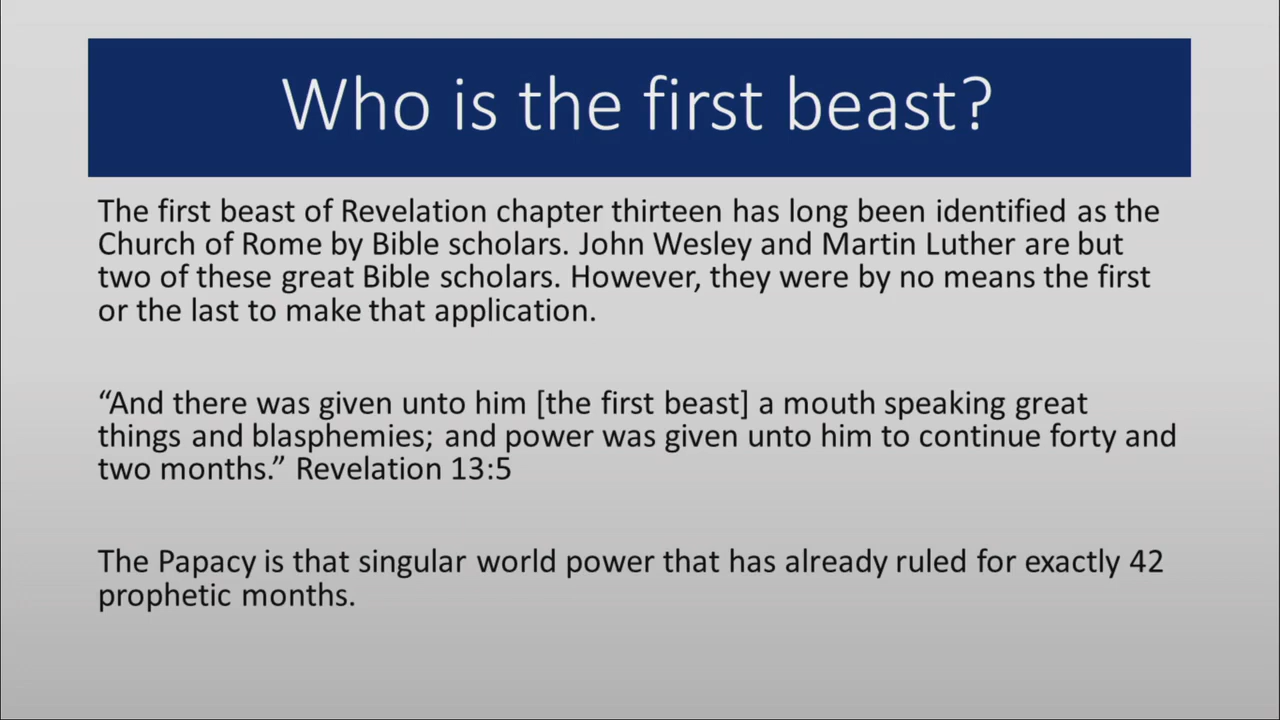 Who is the first beast?
The first beast of Revelation chapter thirteen has long been identified as the
Church of Rome by Bible scholars. John Wesley and Martin Luther are but
two of these great Bible scholars. However, they were by no means the first
or the last to make that application.
“And there was given unto him [the first beast] a mouth speaking great
things and blasphemies; and power was given unto him to continue forty and
two months.” Revelation 13:5
The Papacy is that singular world power that has already ruled for exactly 42
prophetic months.